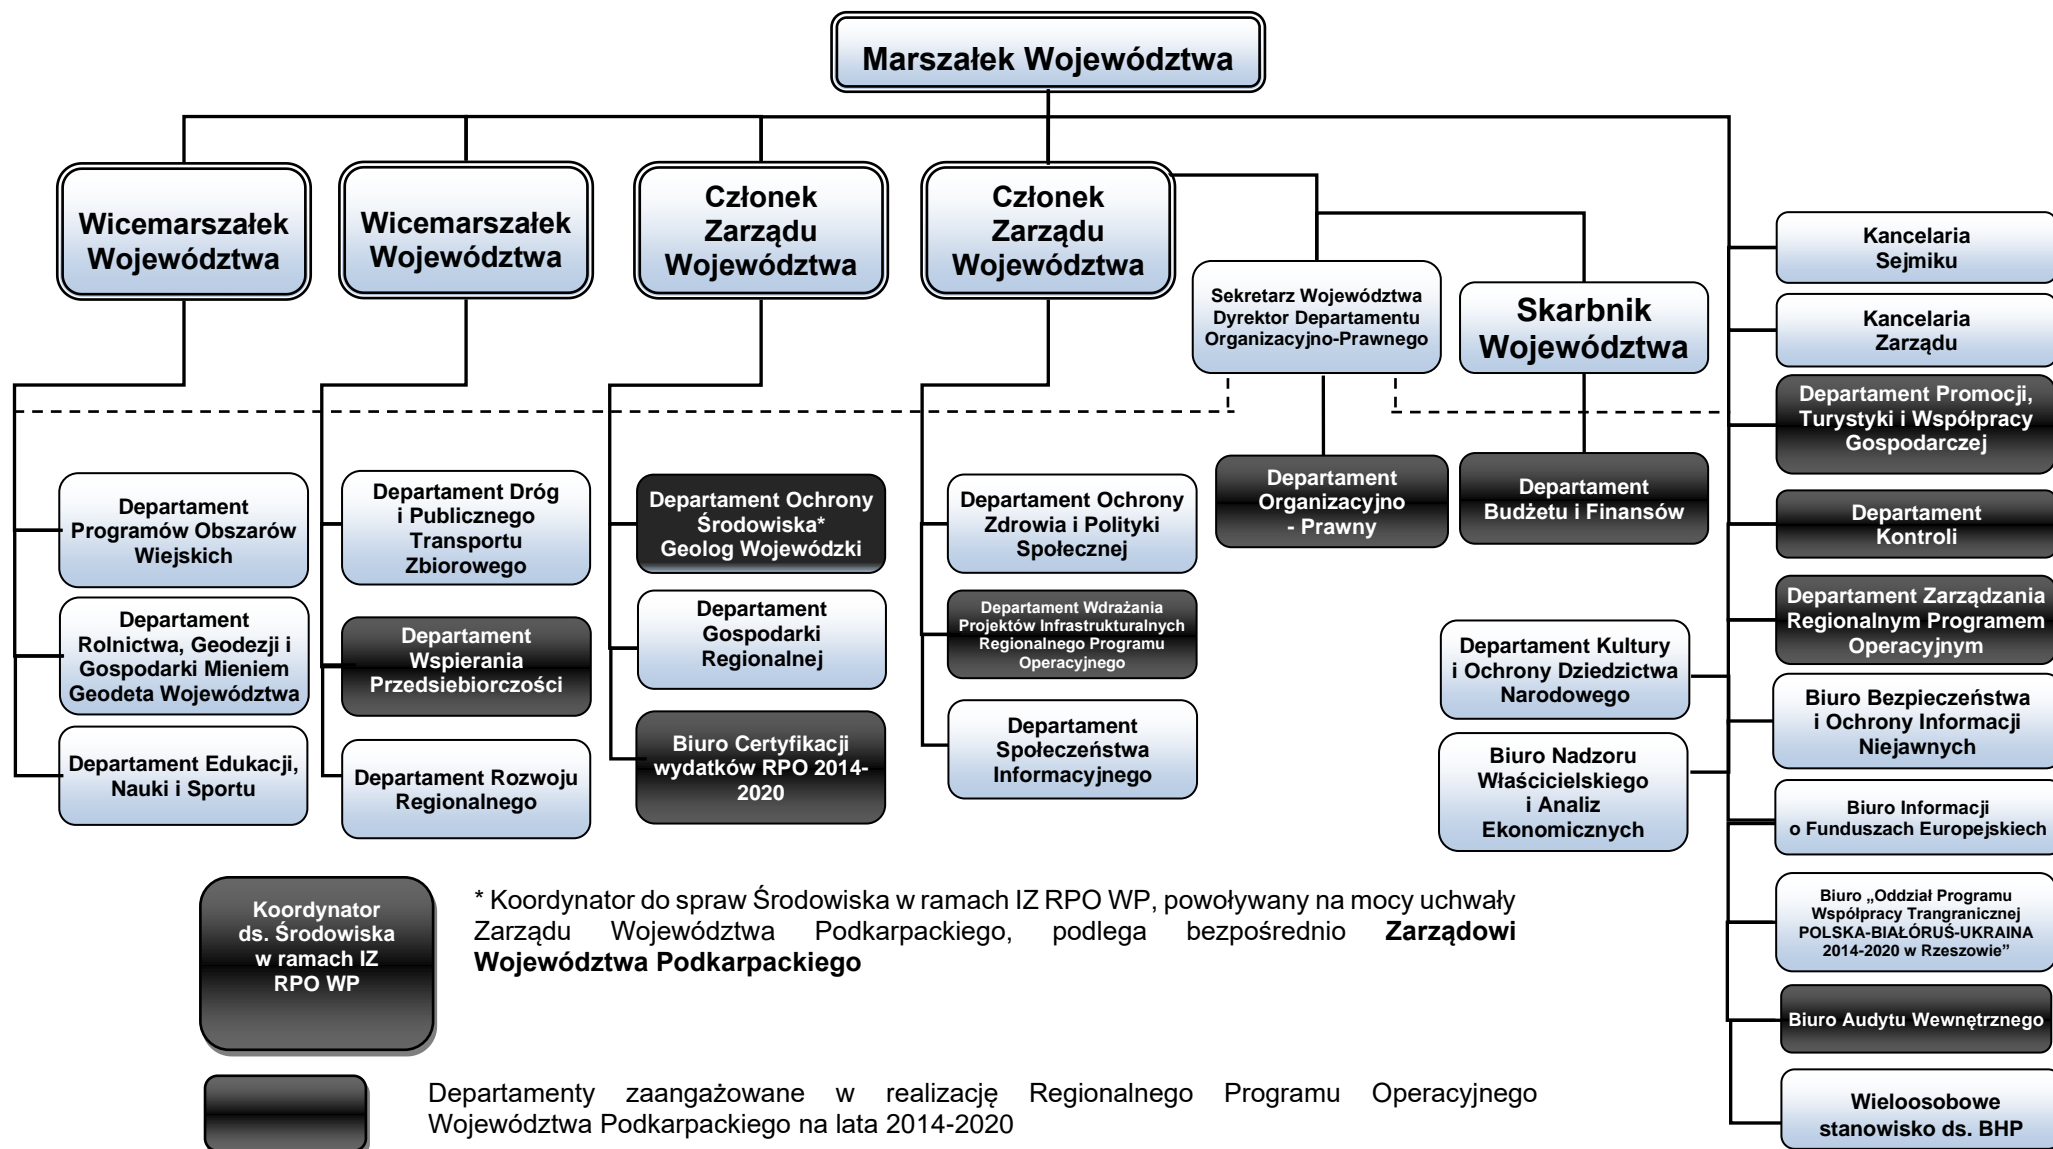 Marszałek Województwa
Wicemarszałek
Województwa
Wicemarszałek
Województwa
Członek
Zarządu
Województwa
Członek
Zarządu
Województwa
Sekretarz Województwa
Dyrektor Departamentu
Organizacyjno-Prawnego
Skarbnik
Województwa
Kancelaria
Sejmiku
Kancelaria
Zarządu
Departament Promocji,
Turystyki i Współpracy
Gospodarczej
Departament
Kontroli
Departament Zarządzania
Regionalnym Programem
Operacyjnym
Biuro Bezpieczeństwa
i Ochrony Informacji
Niejawnych
Biuro Informacji
o Funduszach Europejskiech
Biuro „Oddział Programu
Współpracy Trangranicznej
POLSKA-BIAŁÓRUŚ-UKRAINA
2014-2020 w Rzeszowie”
Biuro Audytu Wewnętrznego
Wieloosobowe
stanowisko ds. BHP
Departament
Programów Obszarów
Wiejskich
Departament
Rolnictwa, Geodezji i
Gospodarki Mieniem
Geodeta Województwa
Departament Edukacji,
Nauki i Sportu
Departament Dróg
i Publicznego
Transportu
Zbiorowego
Departament
Wspierania
Przedsiebiorczości
Departament Rozwoju
Regionalnego
Departament Ochrony
Środowiska*
Geolog Wojewódzki
Departament
Gospodarki
Regionalnej
Biuro Certyfikacji
wydatków RPO 2014-
2020
Departament Ochrony
Zdrowia i Polityki
Społecznej
Departament Wdrażania
Projektów Infrastrukturalnych
Regionalnego Programu
Operacyjnego
Departament
Społeczeństwa
Informacyjnego
Departament
Organizacyjno
- Prawny
Departament
Budżetu i Finansów
Departament Kultury
i Ochrony Dziedzictwa
Narodowego
Biuro Nadzoru
Właścicielskiego
i Analiz
Ekonomicznych
Koordynator
ds. Środowiska
w ramach IZ
RPO WP
* Koordynator do spraw Środowiska w ramach IZ RPO WP, powoływany na mocy uchwały
Zarządu Województwa Podkarpackiego, podlega bezpośrednio Zarządowi
Województwa Podkarpackiego
Departamenty zaangażowane w realizację Regionalnego Programu Operacyjnego
Województwa Podkarpackiego na lata 2014-2020